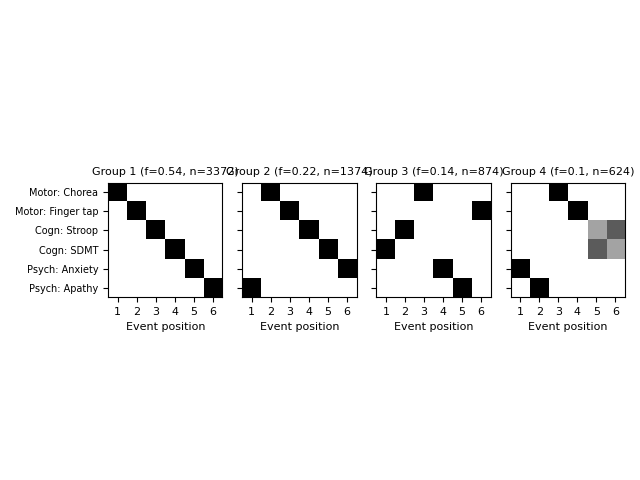 Group 1 (f=0.54, n=3372)
Group 2 (f=0.22, n=1374)
Group 3 (f=0.14, n=874)
Group 4 (f=0.1, n=624)
Motor: Chorea
Motor: Finger tap
Cogn: Stroop
Cogn: SDMT
Psych: Anxiety
Psych: Apathy
1 2 3 4 5 6
1 2 3 4 5 6
1 2 3 4 5 6
1 2 3 4 5 6
Event position
Event position
Event position
Event position